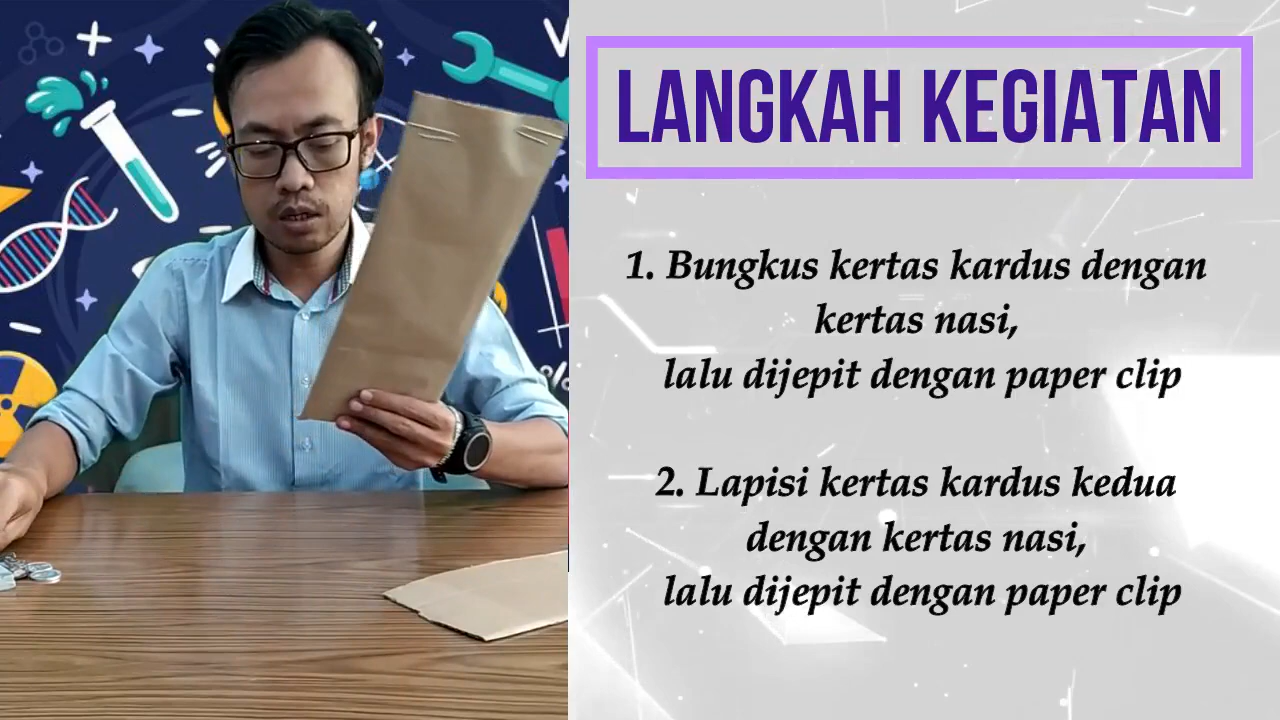 LANGKAH KEGIATAN
1. Bungkus kertas kardus dengan
kertas nasi,
lalu dijepit dengan paper clip
2. Lapisi kertas kardus kedua
dengan kertas nasi,
lalu dijepit dengan paper clip